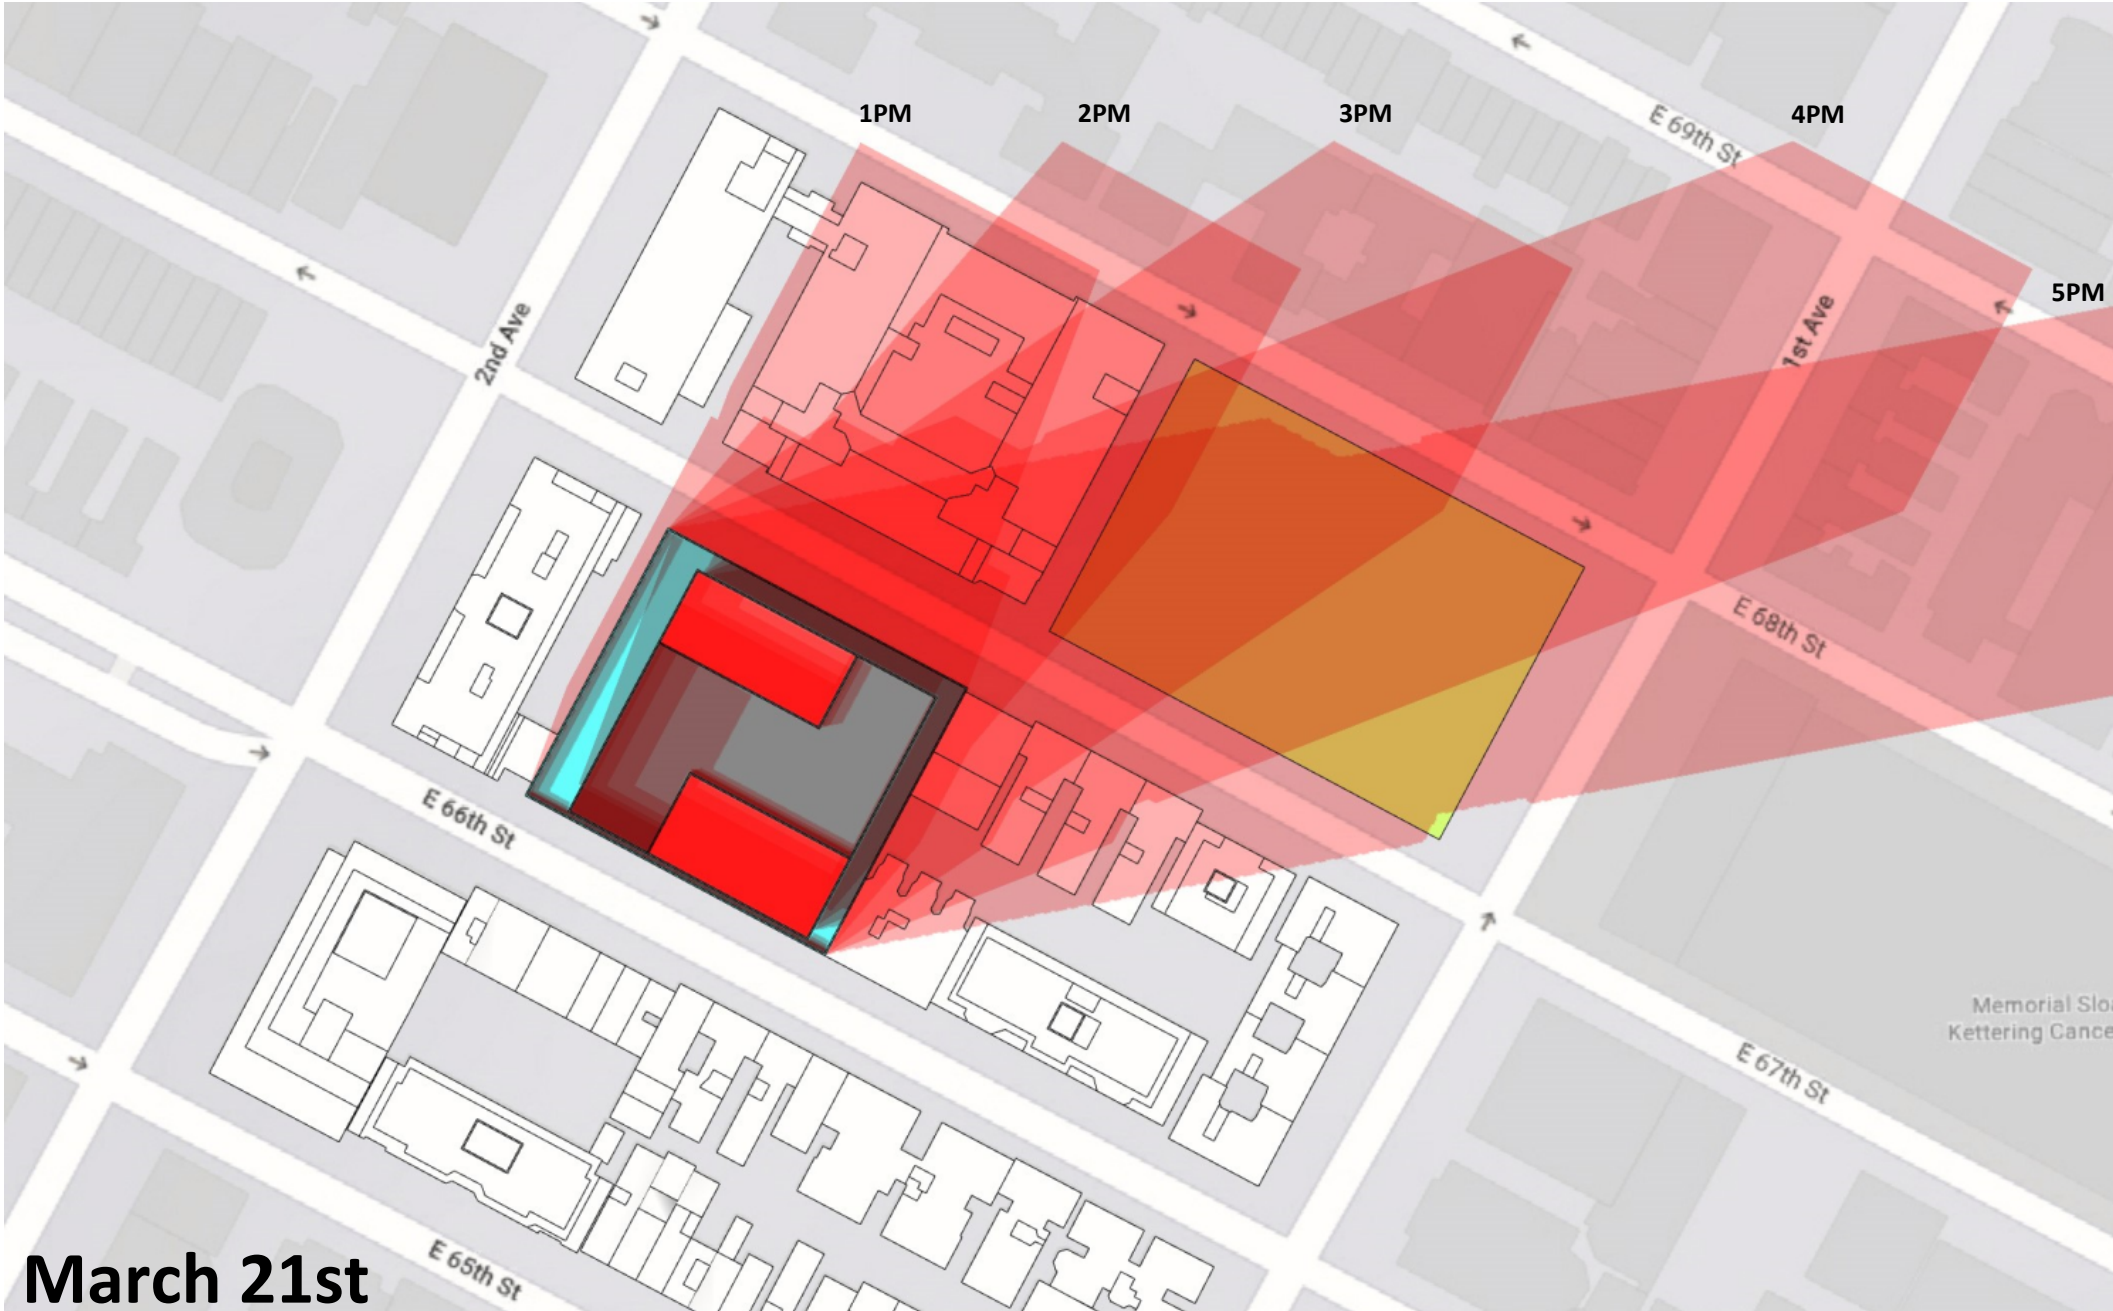 1PM
2PM
3PM
4PM
E 69th St
5PM
2nd Ave
1st Ave
E 68th St
E 66th St
Memorial Slo
Kettering Cance
E 67th St
E 65th St
March 21st